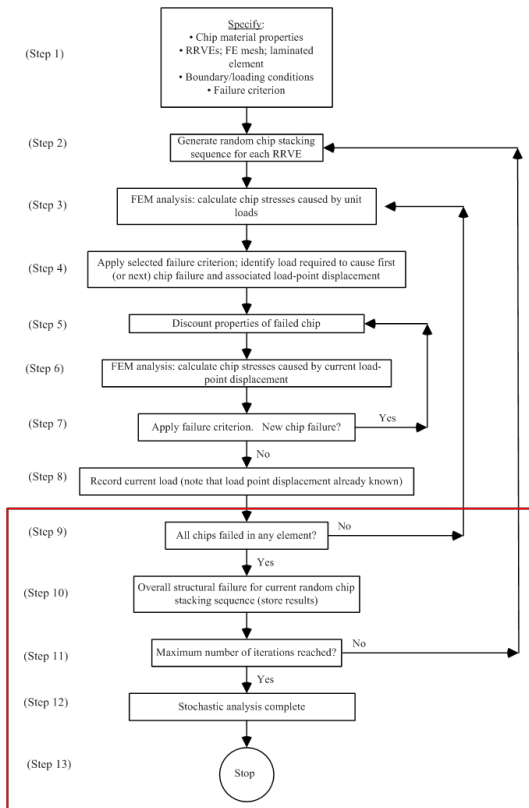 Specify:
• Chip material properties
(Step 1)
• RRVEs; FE mesh; laminated
element
• Boundary/loading conditions
• Failure criterion
(Step 2)
Generate random chip stacking
sequence for each RRVE
(Step 3)
FEM analysis: calculate chip stresses caused by unit
loads
(Step 4)
Apply selected failure criterion; identify load required to cause first
(or next) chip failure and associated load-point displacement
(Step 5)
Discount properties of failed chip
(Step 6)
FEM analysis: calculate chip stresses caused by current load-
point displacement
(Step 7)
Apply failure criterion. New chip failure?
Yes
No
(Step 8)
Record current load (note that load point displacement already known)
(Step 9)
All chips failed in any element?
No
Yes
(Step 10)
Overall structural failure for current random chip
stacking sequence (store results)
(Step 11)
Maximum number of iterations reached?
No
Yes
(Step 12)
Stochastic analysis complete
(Step 13)
Stop